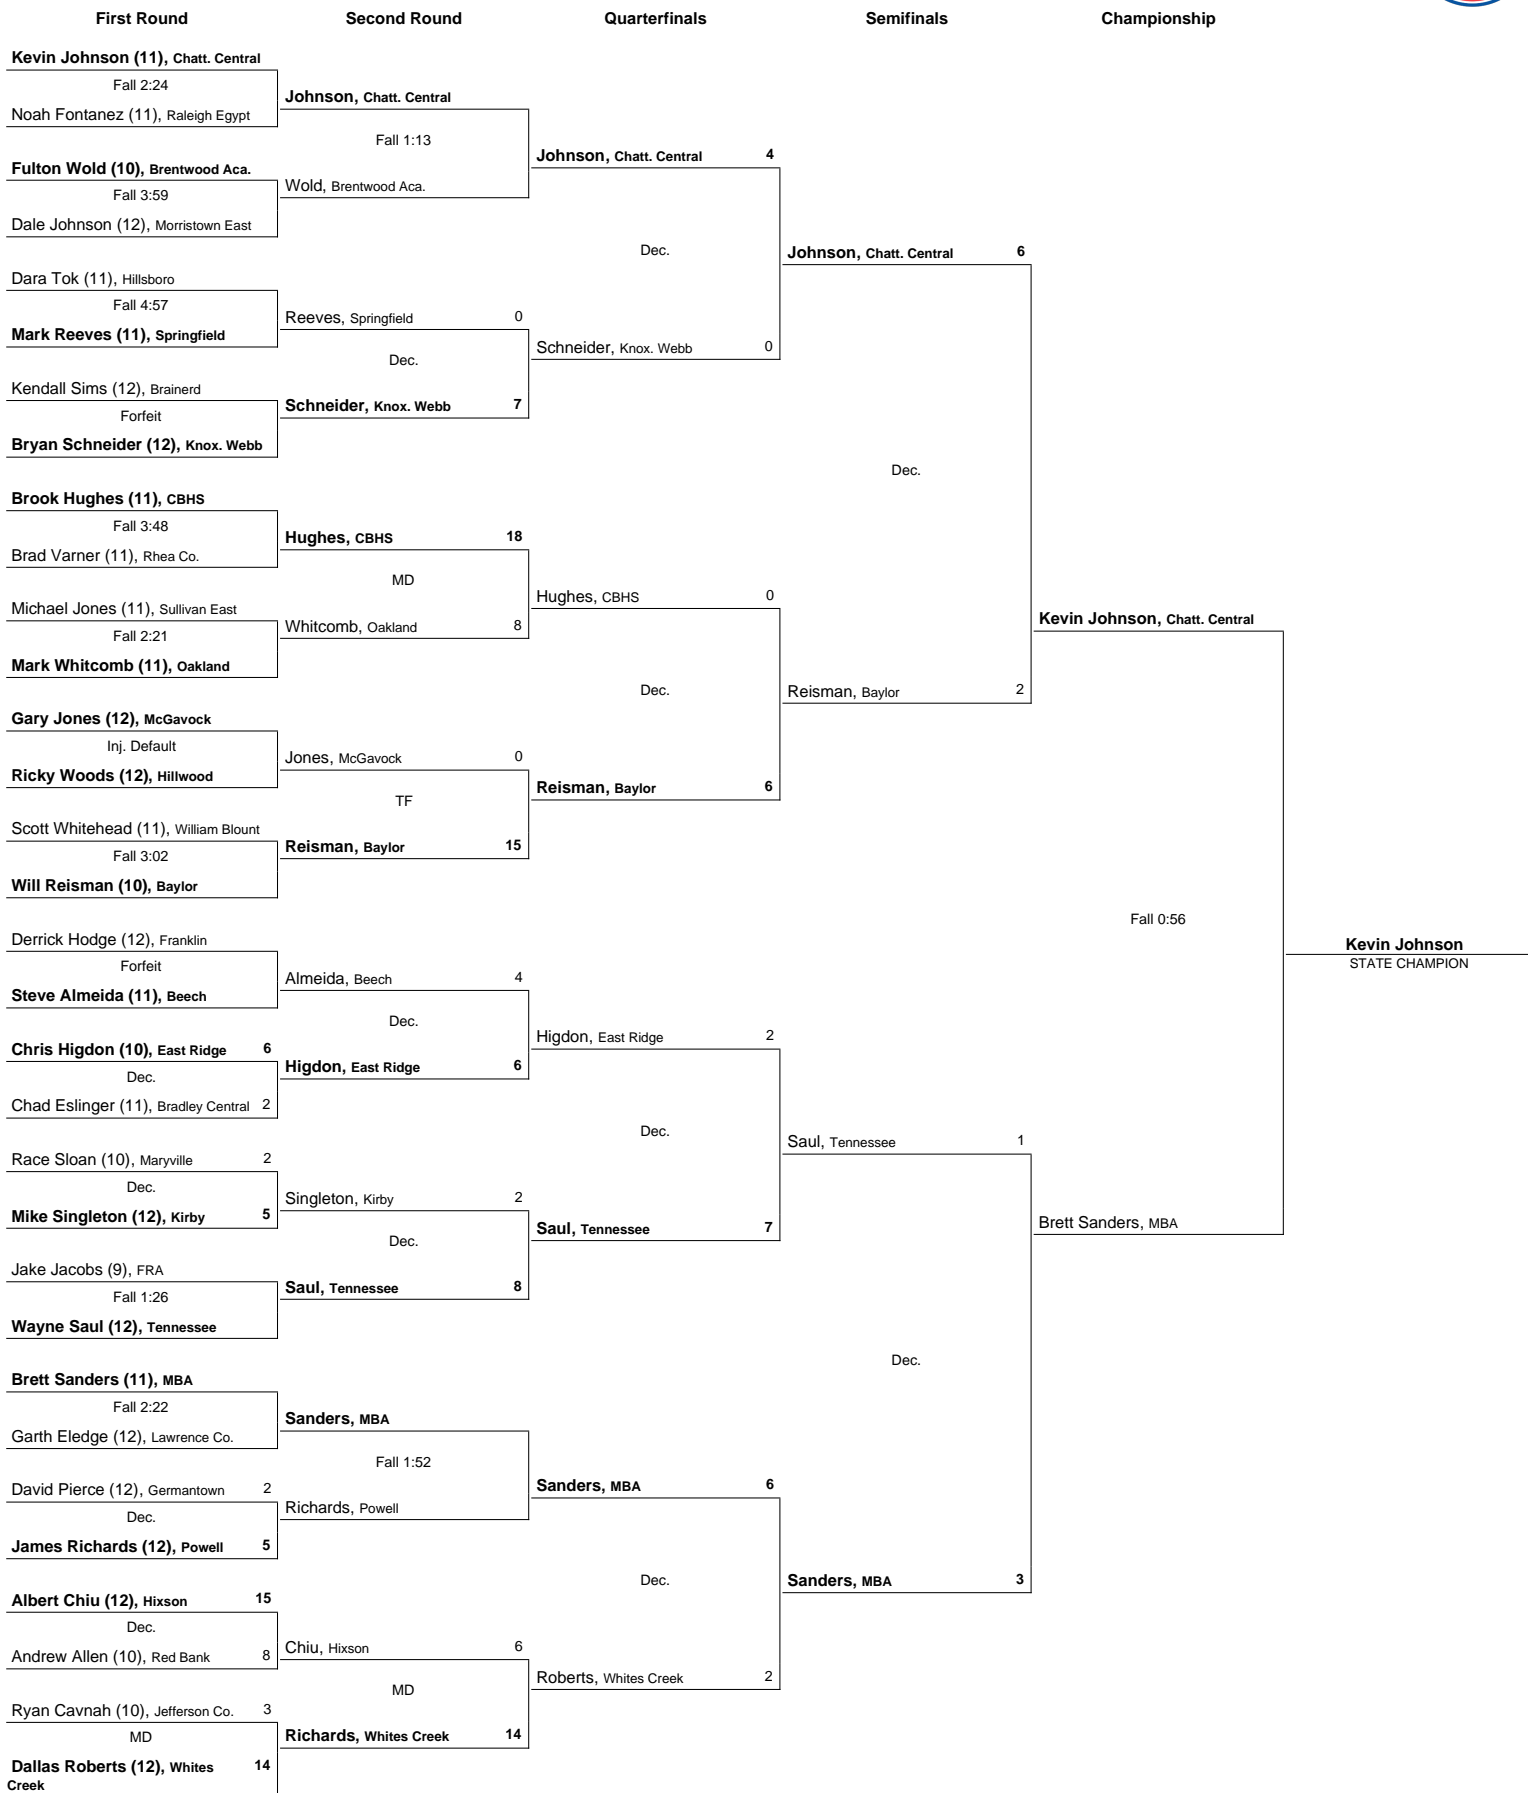 First Round
Second Round
Quarterfinals
Semifinals
Championship
Kevin Johnson (11), Chatt. Central
Fall 2:24
Noah Fontanez (11), Raleigh Egypt
Fulton Wold (10), Brentwood Aca.
Fall 3:59
Dale Johnson (12), Morristown East
Dara Tok (11), Hillsboro
Fall 4:57
Mark Reeves (11), Springfield
Kendall Sims (12), Brainerd
Forfeit
Bryan Schneider (12), Knox. Webb
Brook Hughes (11), CBHS
Fall 3:48
Brad Varner (11), Rhea Co.
Michael Jones (11), Sullivan East
Fall 2:21
Mark Whitcomb (11), Oakland
Gary Jones (12), McGavock
Inj. Default
Ricky Woods (12), Hillwood
Scott Whitehead (11), William Blount
Fall 3:02
Will Reisman (10), Baylor
Derrick Hodge (12), Franklin
Forfeit
Steve Almeida (11), Beech
Chris Higdon (10), East Ridge 6
Dec.
Chad Eslinger (11), Bradley Central 2
Race Sloan (10), Maryville 2
Dec.
Mike Singleton (12), Kirby 5
Jake Jacobs (9), FRA
Fall 1:26
Wayne Saul (12), Tennessee
Brett Sanders (11), MBA
Fall 2:22
Garth Eledge (12), Lawrence Co.
David Pierce (12), Germantown 2
Dec.
James Richards (12), Powell 5
Albert Chiu (12), Hixson 15
Dec.
Andrew Allen (10), Red Bank 8
Ryan Cavnah (10), Jefferson Co. 3
MD
Dallas Roberts (12), Whites 14
Creek
Johnson, Chatt. Central
Fall 1:13
Wold, Brentwood Aca.
Reeves, Springfield 0
Dec.
Schneider, Knox. Webb 7
Hughes, CBHS 18
MD
Whitcomb, Oakland 8
Jones, McGavock 0
TF
Reisman, Baylor 15
Almeida, Beech 4
Dec.
Higdon, East Ridge 6
Singleton, Kirby 2
Dec.
Saul, Tennessee 8
Sanders, MBA
Fall 1:52
Richards, Powell
Chiu, Hixson 6
MD
Richards, Whites Creek 14
Johnson, Chatt. Central 4
Dec.
Schneider, Knox. Webb 0
Hughes, CBHS 0
Dec.
Reisman, Baylor 6
Higdon, East Ridge 2
Dec.
Saul, Tennessee 7
Sanders, MBA 6
Dec.
Roberts, Whites Creek 2
Johnson, Chatt. Central 6
Dec.
Reisman, Baylor 2
Saul, Tennessee 1
Dec.
Sanders, MBA 3
Kevin Johnson, Chatt. Central
Fall 0:56
Brett Sanders, MBA
Kevin Johnson
STATE CHAMPION